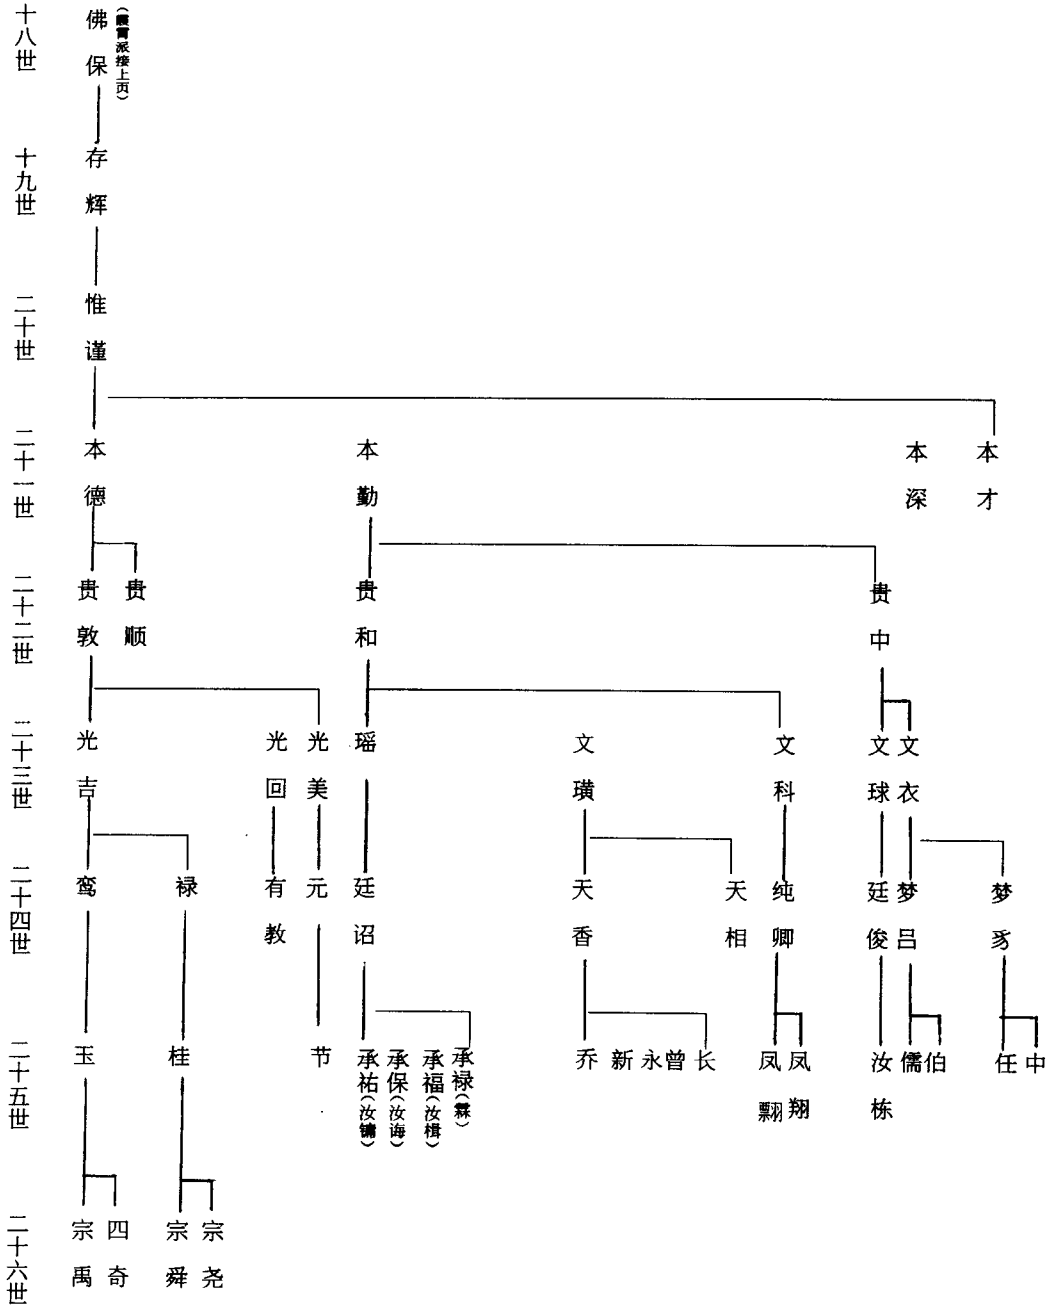 十八世
佛保
(霞霄派接上页)
十九世
存辉
二十世
惟谨
二十一世
本德
本勤
本深
本才
二十二世
贵敦
贵顺
贵和
贵中
二十三世
光吉
光回
光美
瑶
文璜
文科
文球
文衣
二十四世
鸾
禄
有教
元
廷诏
天香
天相
纯卿
廷俊
梦吕
梦豸
二十五世
玉
桂
节
承祐(汝镛)
承保(汝海)
承福(汝楫)
承禄(霖)
乔
新
永
曾
长
凤翾
凤翔
汝栋
儒
伯
任
中
二十六世
宗禹
四奇
宗舜
宗尧